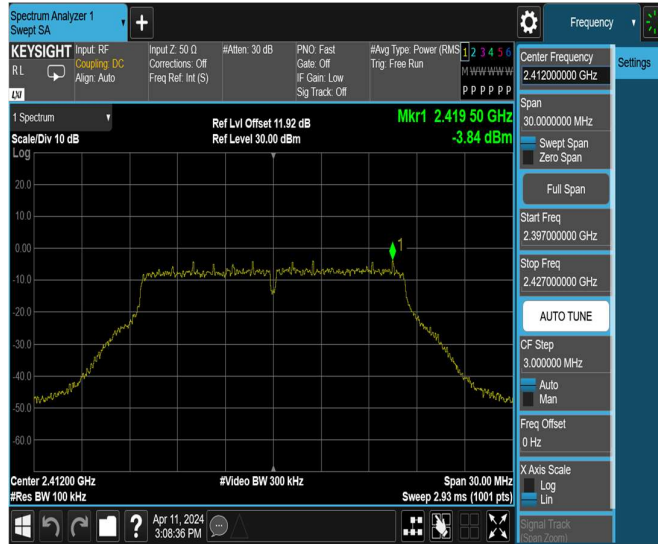 Spectrum Analyzer 1
Swept SA
Frequency
KEYSIGHT
RL
LXI
Input: RF
Coupling: DC
Align: Auto
Input Z: 50 Ω
Corrections: Off
Freq Ref: Int (S)
#Atten: 30 dB
PNO: Fast
Gate: Off
IF Gain: Low
Sig Track: Off
#Avg Type: Power (RMS
Trig: Free Run
1 2 3 4 5 6
M W W W W W
P P P P P P
1 Spectrum
Scale/Div 10 dB
Ref Lvl Offset 11.92 dB
Ref Level 30.00 dBm
Mkr1 2.419 50 GHz
-3.84 dBm
Log
20.0
10.0
0.00
-10.0
-20.0
-30.0
-40.0
-50.0
-60.0
1
Center 2.41200 GHz
#Res BW 100 kHz
#Video BW 300 kHz
Span 30.00 MHz
Sweep 2.93 ms (1001 pts)
Apr 11, 2024
3:08:36 PM
Center Frequency
2.412000000 GHz
Settings
Span
30.0000000 MHz
Swept Span
Zero Span
Full Span
Start Freq
2.397000000 GHz
Stop Freq
2.427000000 GHz
AUTO TUNE
CF Step
3.000000 MHz
Auto
Man
Freq Offset
0 Hz
X Axis Scale
Log
Lin
Signal Track
(Span Zoom)